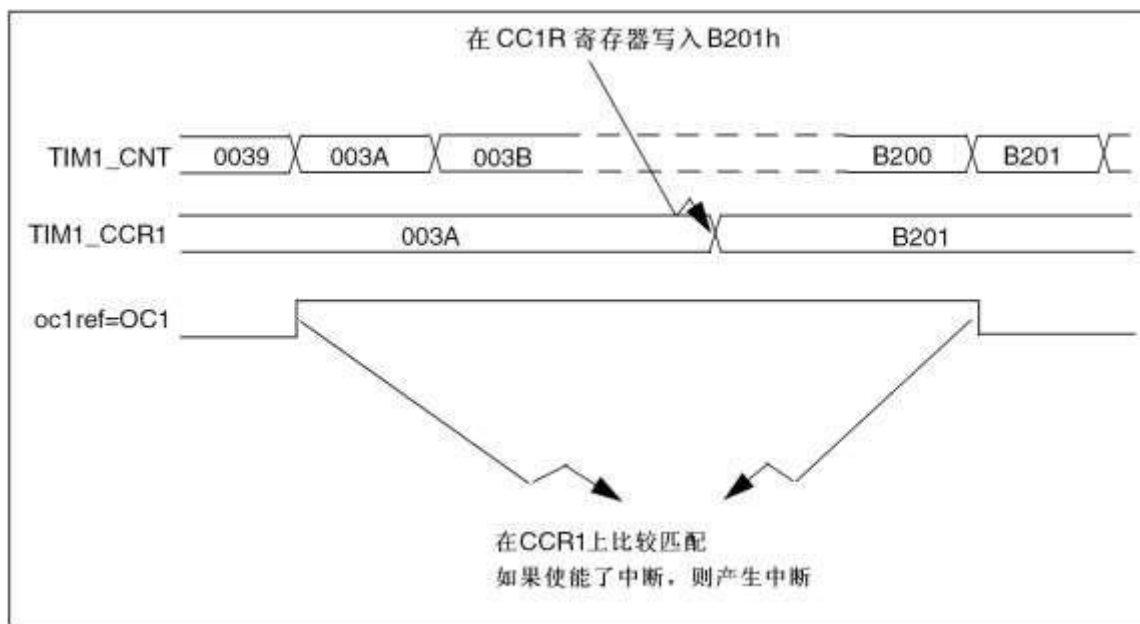 在 CC1R 寄存器写入 B201h
TIM1_CNT 0039 003A 003B B200 B201
TIM1_CCR1 003A B201
oc1ref=OC1
在CCR1上比较匹配
如果使能了中断，则产生中断